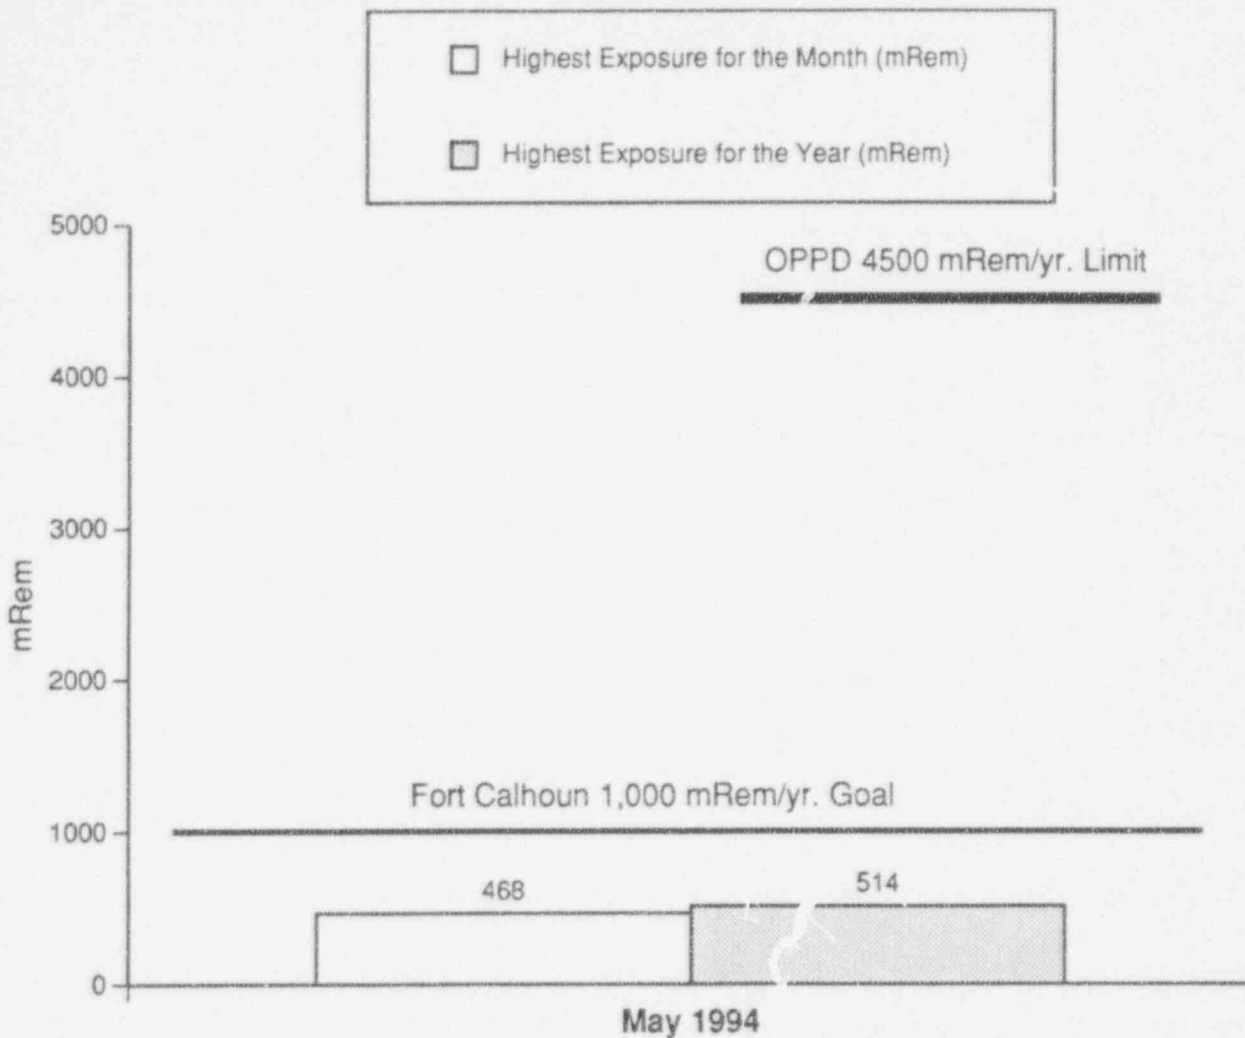 Highest Exposure for the Month (mRem)
Highest Exposure for the Year (mRem)
5000
OPPD 4500 mRem/yr. Limit
4000
3000
mRem
2000
Fort Calhoun 1,000 mRem/yr. Goal
1000
468
514
0
May 1994